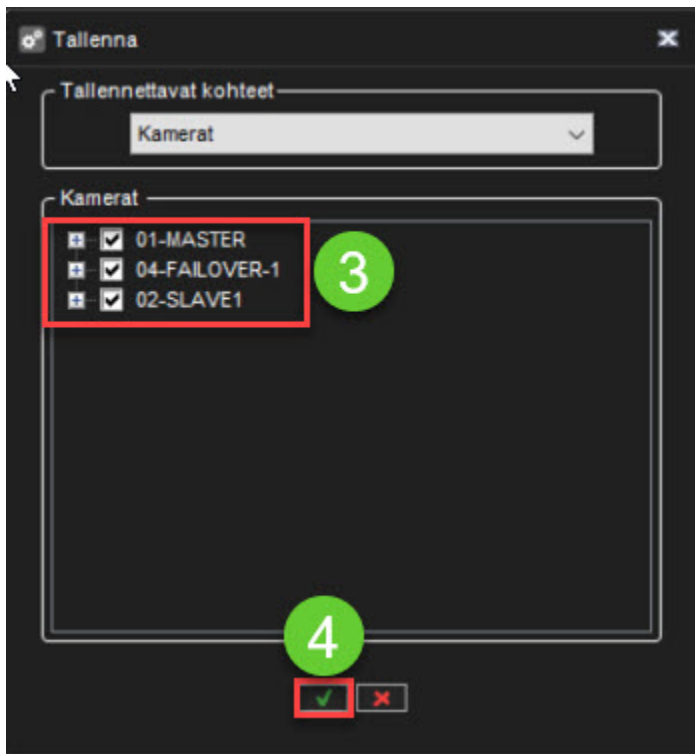 Tallenna
Tallennettavat kohteet
Kamerat
Kamerat
01-MASTER
04-FAILOVER-1
02-SLAVE1
3
4